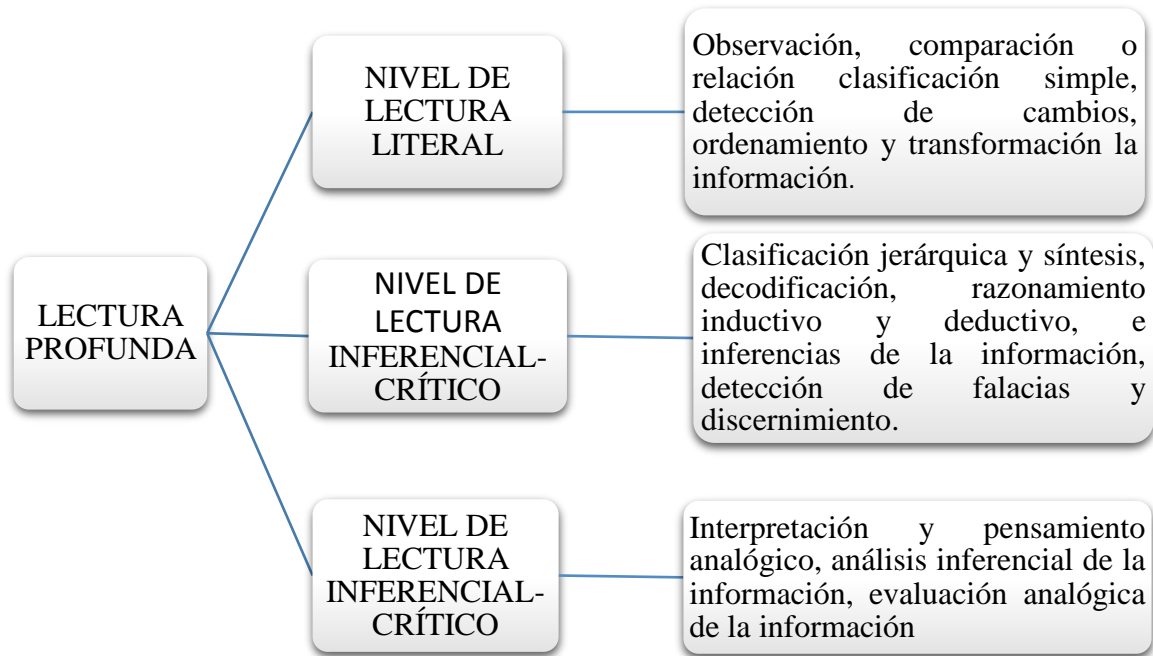 LECTURA
PROFUNDA
NIVEL DE
LECTURA
LITERAL
Observación, comparación o
relación clasificación simple,
detección de cambios,
ordenamiento y transformación la
información.
NIVEL DE
LECTURA
INFERENCIAL-
CRÍTICO
Clasificación jerárquica y síntesis,
decodificación, razonamiento
inductivo y deductivo, e
inferencias de la información,
detección de falacias y
discernimiento.
NIVEL DE
LECTURA
INFERENCIAL-
CRÍTICO
Interpretación y pensamiento
analógico, análisis inferencial de la
información, evaluación analógica
de la información